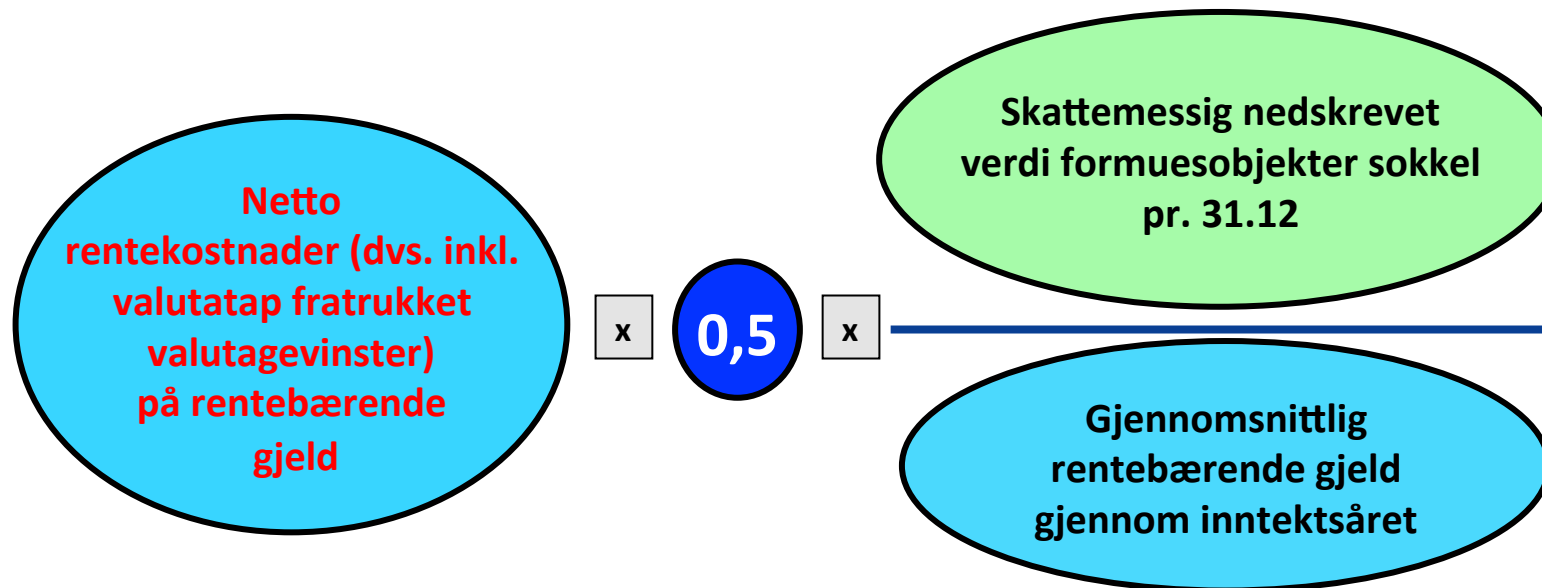 Netto
rentekostnader (dvs. inkl.
valutatap fratrukket
valutagevinster)
på rentebærende
gjeld
x
0,5
x
Skattemessig nedskrevet
verdi formuesobjekter sokkel
pr. 31.12
Gjennomsnittlig
rentebærende gjeld
gjennom inntektsåret